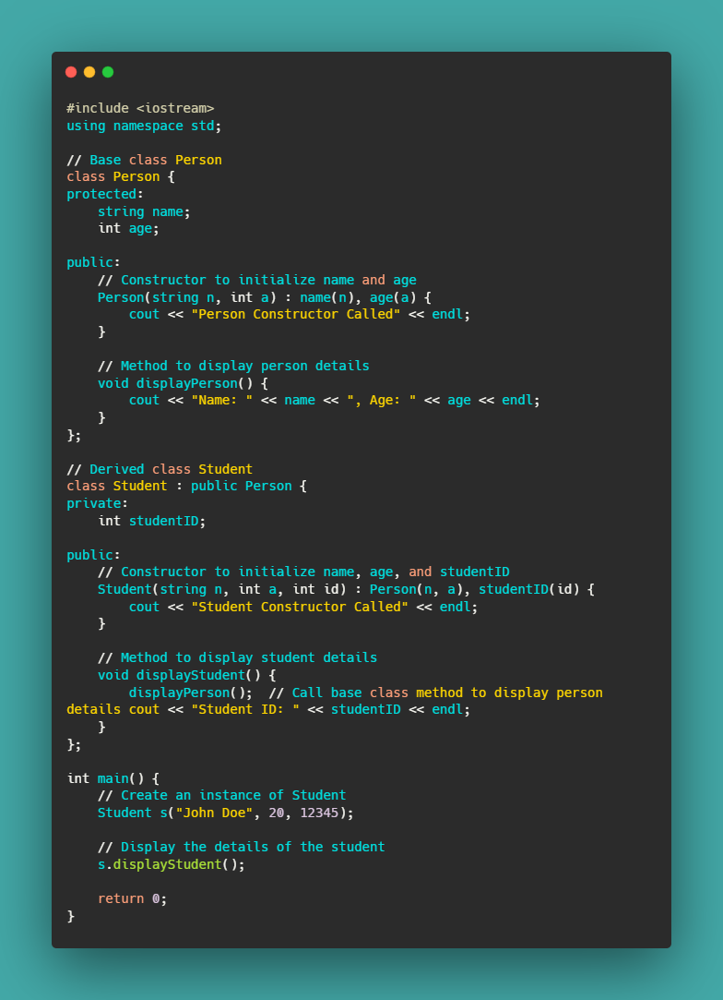 #include <iostream>
using namespace std;

// Base class Person
class Person {
protected:
    string name;
    int age;

public:
    // Constructor to initialize name and age
    Person(string n, int a) : name(n), age(a) {
        cout << "Person Constructor Called" << endl;
    }

    // Method to display person details
    void displayPerson() {
        cout << "Name: " << name << ", Age: " << age << endl;
    }
};

// Derived class Student
class Student : public Person {
private:
    int studentID;

public:
    // Constructor to initialize name, age, and studentID
    Student(string n, int a, int id) : Person(n, a), studentID(id) {
        cout << "Student Constructor Called" << endl;
    }

    // Method to display student details
    void displayStudent() {
        displayPerson();  // Call base class method to display person
details cout << "Student ID: " << studentID << endl;
    }
};

int main() {
    // Create an instance of Student
    Student s("John Doe", 20, 12345);

    // Display the details of the student
    s.displayStudent();

    return 0;
}